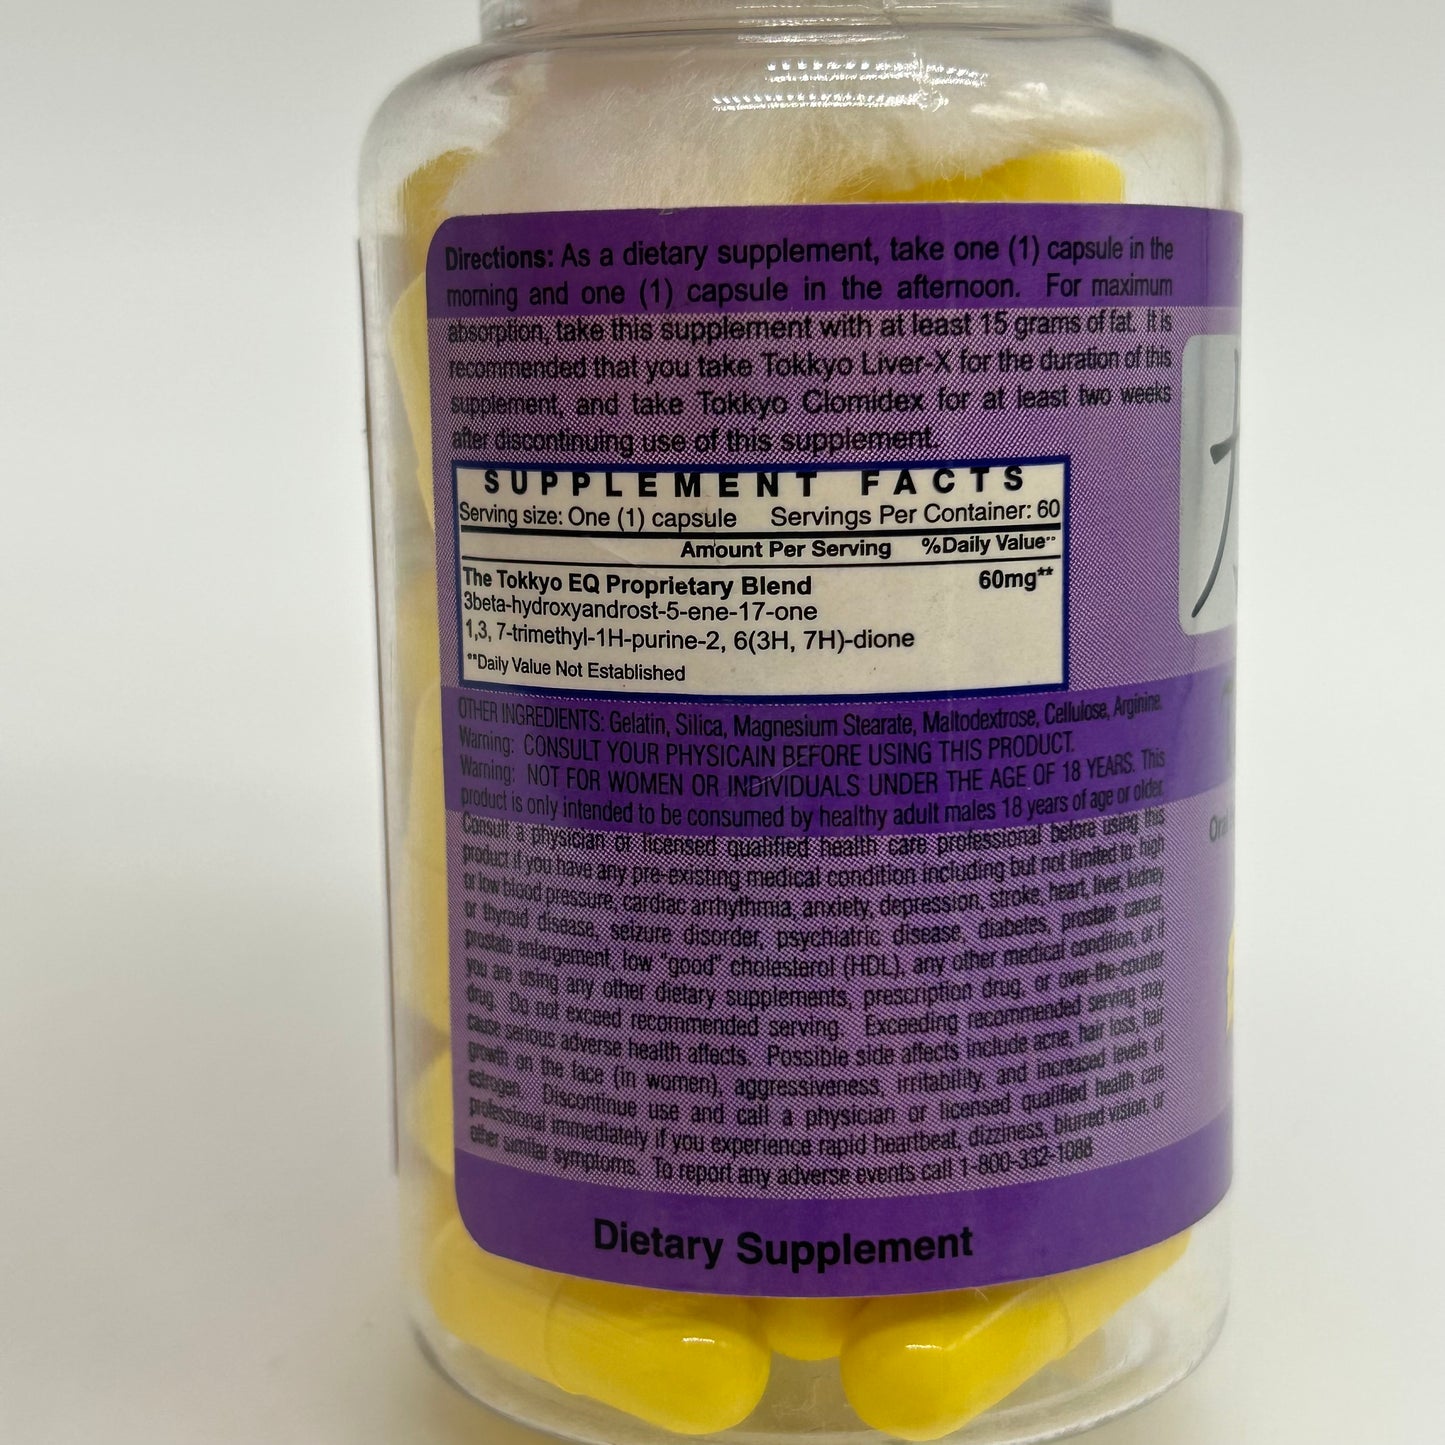 Directions: As a dietary supplement, take one (1) capsule in the
morning and one (1) capsule in the afternoon. For maximum
absorption, take this supplement with at least 15 grams of fat. It is
recommended that you take Tokkyo Liver-X for the duration of this
supplement, and take Tokkyo Clomidex for at least two weeks
after discontinuing use of this supplement.
SUPPLEMENT FACTS
Serving size: One (1) capsule Servings Per Container: 60
Amount Per Serving %Daily Value**
The Tokkyo EQ Proprietary Blend 60mg**
3beta-hydroxyandrost-5-ene-17-one
1,3, 7-trimethyl-1H-purine-2, 6(3H, 7H)-dione
**Daily Value Not Established
OTHER INGREDIENTS: Gelatin, Silica, Magnesium Stearate, Maltodextrose, Cellulose, Arginine.
Warning: CONSULT YOUR PHYSICAIN BEFORE USING THIS PRODUCT.
Warning: NOT FOR WOMEN OR INDIVIDUALS UNDER THE AGE OF 18 YEARS. This
product is only intended to be consumed by healthy adult males 18 years of age or older.
Consult a physician or licensed qualified health care professional before using this
product if you have any pre-existing medical condition including but not limited to: high
or low blood pressure, cardiac arrhythmia, anxiety, depression, stroke, heart, liver, kidney
or thyroid disease, seizure disorder, psychiatric disease, diabetes, prostate cancer,
prostate enlargement, low "good" cholesterol (HDL), any other medical condition, or if
you are using any other dietary supplements, prescription drug, or over-the-counter
drug. Do not exceed recommended serving. Exceeding recommended serving may
cause serious adverse health affects. Possible side affects include acne, hair loss, hair
growth on the face (in women), aggressiveness, irritability, and increased levels of
estrogen. Discontinue use and call a physician or licensed qualified health care
professional immediately if you experience rapid heartbeat, dizziness, blurred vision, or
other similar symptoms. To report any adverse events call 1-800-332-1088
Dietary Supplement